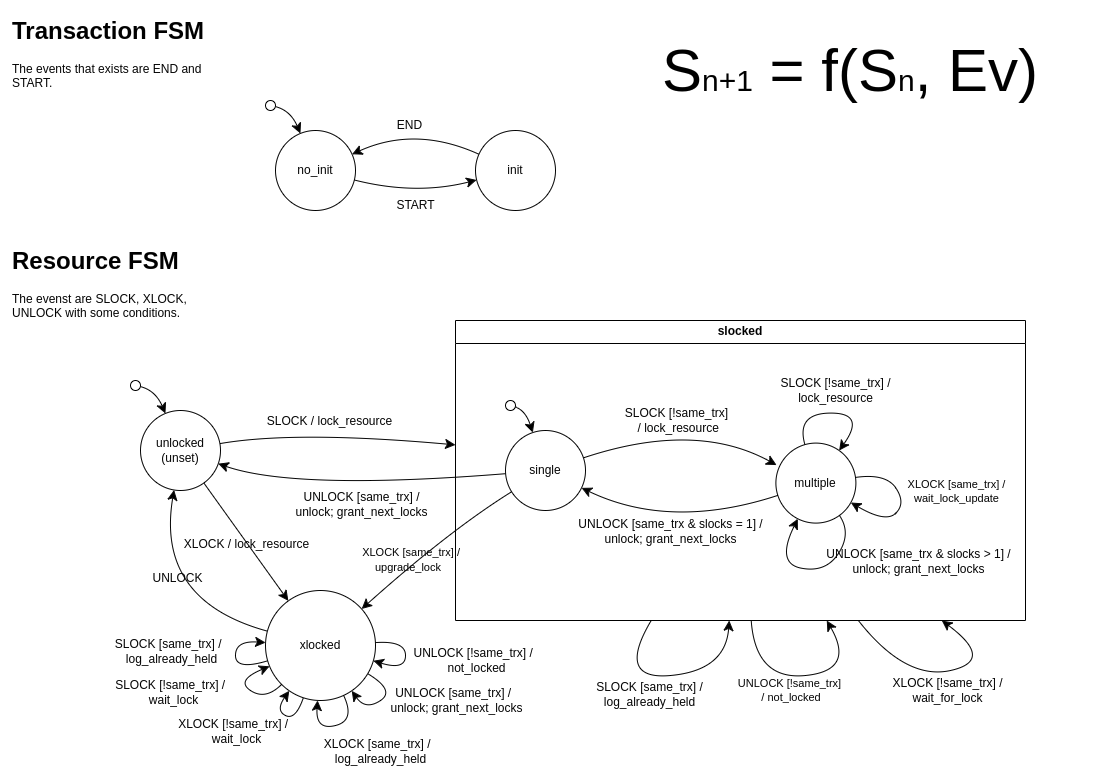 Transaction FSM
The events that exists are END and
START.
S n+1 = f(S n, Ev)
END
no_init
init
START
Resource FSM
The evenst are SLOCK, XLOCK,
UNLOCK with some conditions.
slocked
SLOCK [!same_trx] /
lock_resource
SLOCK / lock_resource
SLOCK [!same_trx]
/ lock_resource
unlocked
(unset)
single
multiple
XLOCK [same_trx] /
wait_lock_update
UNLOCK [same_trx] /
unlock; grant_next_locks
UNLOCK [same_trx & slocks = 1] /
unlock; grant_next_locks
XLOCK / lock_resource
XLOCK [same_trx] /
upgrade_lock
UNLOCK [same_trx & slocks > 1] /
unlock; grant_next_locks
UNLOCK
xlocked
SLOCK [same_trx] /
log_already_held
UNLOCK [!same_trx] /
not_locked
SLOCK [!same_trx] /
wait_lock
UNLOCK [same_trx] /
unlock; grant_next_locks
XLOCK [!same_trx] /
wait_lock
XLOCK [same_trx] /
log_already_held
SLOCK [same_trx] /
log_already_held
UNLOCK [!same_trx]
/ not_locked
XLOCK [!same_trx] /
wait_for_lock